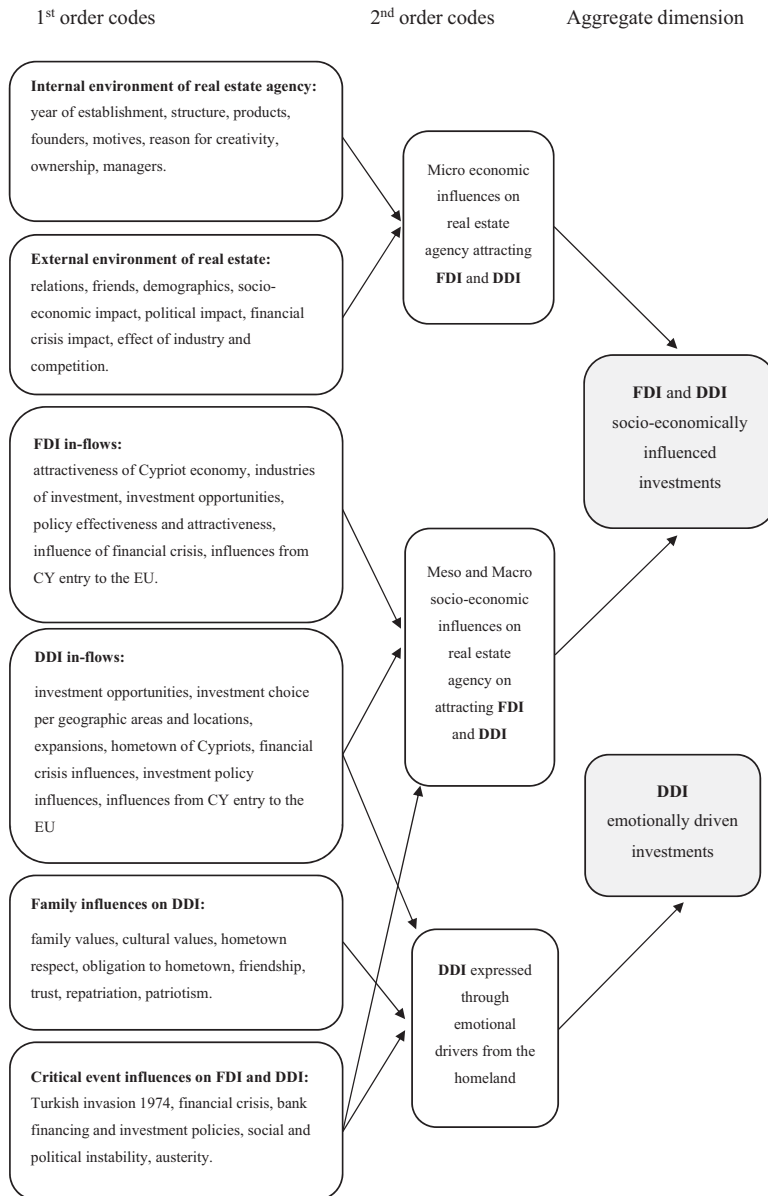 1st order codes
2nd order codes
Aggregate dimension
Internal environment of real estate agency:
year of establishment, structure, products,
founders, motives, reason for creativity,
ownership, managers.
External environment of real estate:
relations, friends, demographics, socio-
economic impact, political impact, financial
crisis impact, effect of industry and
competition.
FDI in-flows:
attractiveness of Cypriot economy, industries
of investment, investment opportunities,
policy effectiveness and attractiveness,
influence of financial crisis, influences from
CY entry to the EU.
DDI in-flows:
investment opportunities, investment choice
per geographic areas and locations,
expansions, hometown of Cypriots, financial
crisis influences, investment policy
influences, influences from CY entry to the
EU
Family influences on DDI:
family values, cultural values, hometown
respect, obligation to hometown, friendship,
trust, repatriation, patriotism.
Critical event influences on FDI and DDI:
Turkish invasion 1974, financial crisis, bank
financing and investment policies, social and
political instability, austerity.
Micro economic
influences on
real estate
agency attracting
FDI and DDI
Meso and Macro
socio-economic
influences on
real estate
agency on
attracting FDI
and DDI
DDI expressed
through
emotional
drivers from the
homeland
FDI and DDI
socio-economically
influenced
investments
DDI
emotionally driven
investments